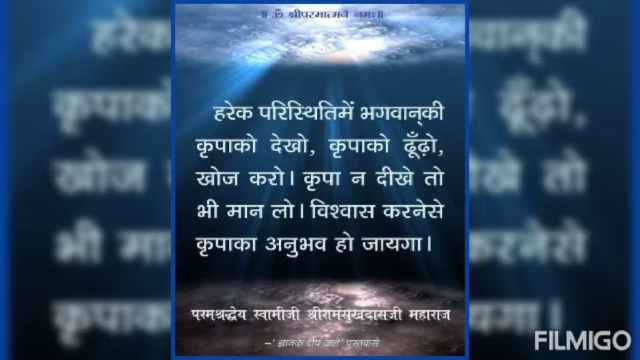 ॥ ॐ श्रीपरमात्मने नमः॥
हरेक परिस्थितिमें भगवान्‌की
कृपाको देखो, कृपाको ढूँढ़ो,
खोज करो। कृपा न दीखे तो
भी मान लो। विश्वास करनेसे
कृपाका अनुभव हो जायगा।
परमश्रद्धेय स्वामीजी श्रीरामसुखदासजी महाराज
–'ज्ञानके दीप जले' पुस्तकसे
FILMIGO